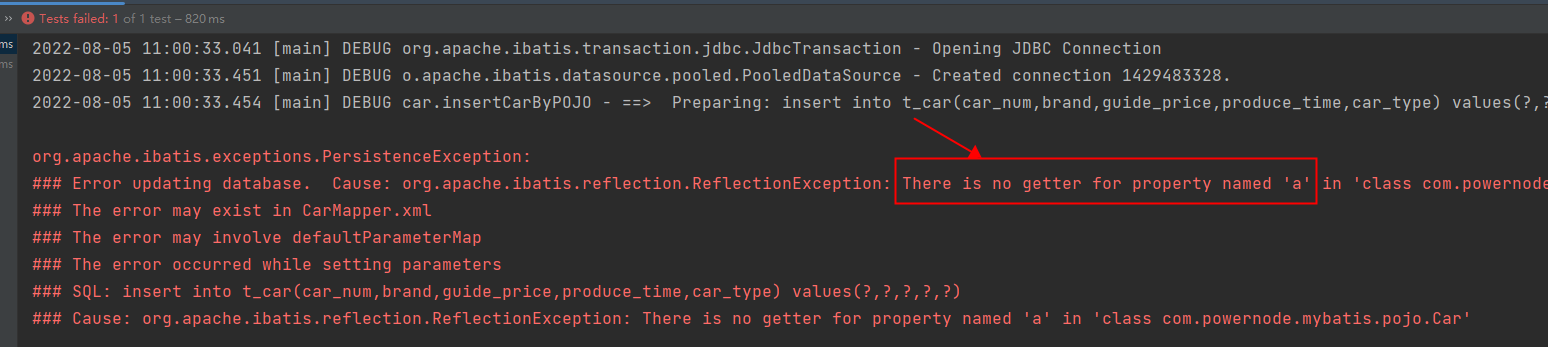 ›› Tests failed: 1 of 1 test – 820 ms
ms
ms
2022-08-05 11:00:33.041 [main] DEBUG org.apache.ibatis.transaction.jdbc.JdbcTransaction - Opening JDBC Connection
2022-08-05 11:00:33.451 [main] DEBUG o.apache.ibatis.datasource.pooled.PooledDataSource - Created connection 1429483328.
2022-08-05 11:00:33.454 [main] DEBUG car.insertCarByPOJO - ==>  Preparing: insert into t_car(car_num,brand,guide_price,produce_time,car_type) values(?,?
org.apache.ibatis.exceptions.PersistenceException:
### Error updating database.  Cause: org.apache.ibatis.reflection.ReflectionException: There is no getter for property named 'a' in 'class com.powernode
### The error may exist in CarMapper.xml
### The error may involve defaultParameterMap
### The error occurred while setting parameters
### SQL: insert into t_car(car_num,brand,guide_price,produce_time,car_type) values(?,?,?,?,?)
### Cause: org.apache.ibatis.reflection.ReflectionException: There is no getter for property named 'a' in 'class com.powernode.mybatis.pojo.Car'